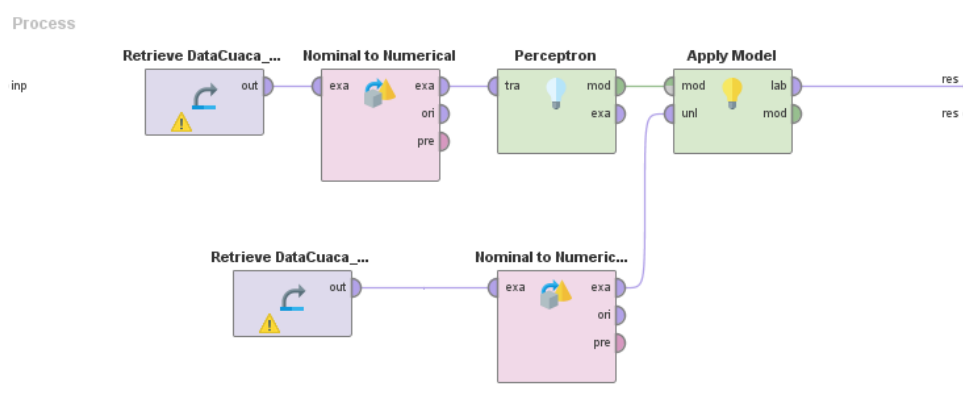 Process
Retrieve DataCuaca_...
Nominal to Numerical
Perceptron
Apply Model
inp
out
exa
exa
ori
pre
tra
mod
exa
mod
unl
lab
mod
res
res
Retrieve DataCuaca_...
Nominal to Numeric...
out
exa
exa
ori
pre